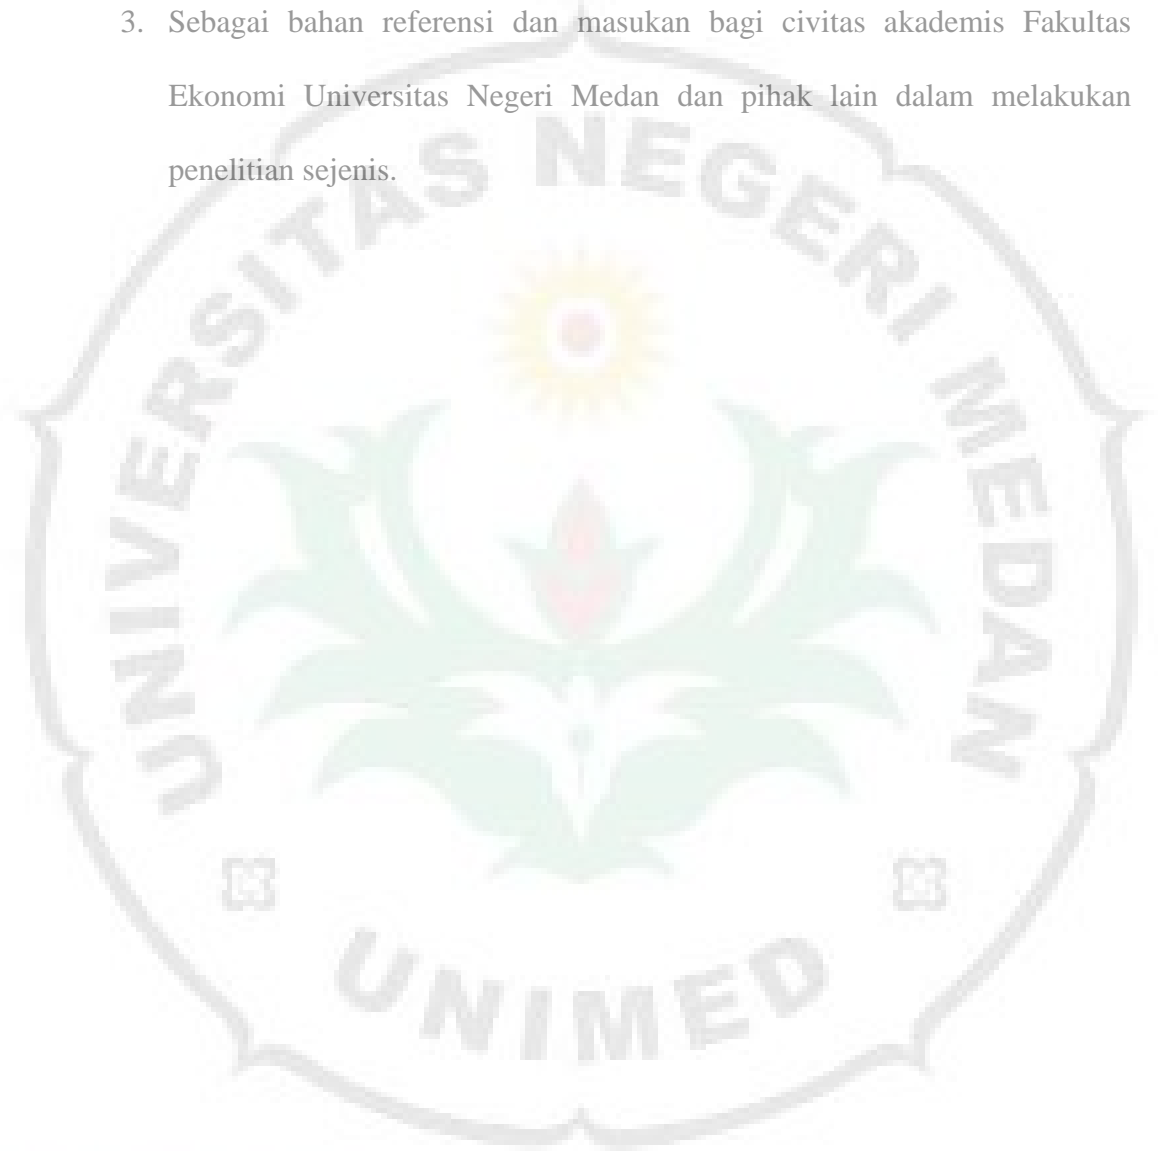 3. Sebagai bahan referensi dan masukan bagi civitas akademis Fakultas
Ekonomi Universitas Negeri Medan dan pihak lain dalam melakukan
penelitian sejenis.
UNIVERSITAS NEGERI MEDAN
UNIMED